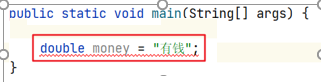 public static void main(String[] args) {
double money = "有钱";
}